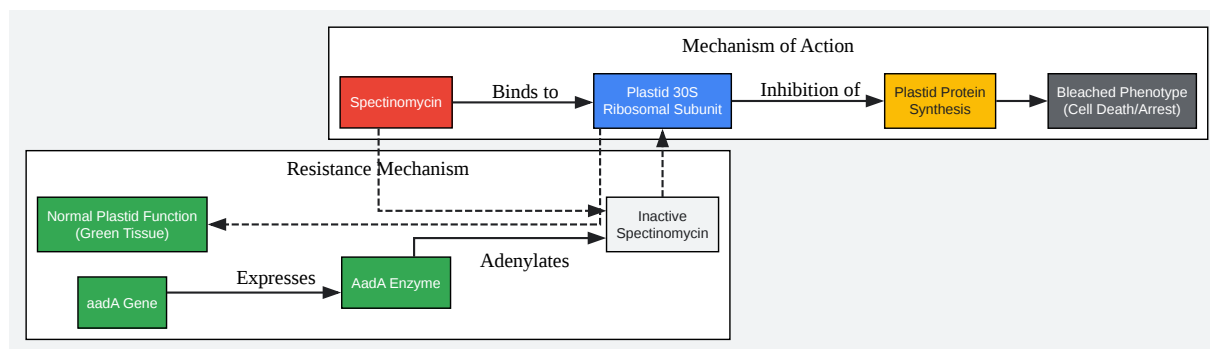 Mechanism of Action
Spectinomycin
Binds to
Plastid 30S
Ribosomal Subunit
Inhibition of
Plastid Protein
Synthesis
Bleached Phenotype
(Cell Death/Arrest)
Resistance Mechanism
Normal Plastid Function
(Green Tissue)
Inactive
Spectinomycin
aadA Gene
Expresses
AadA Enzyme
Adenylates